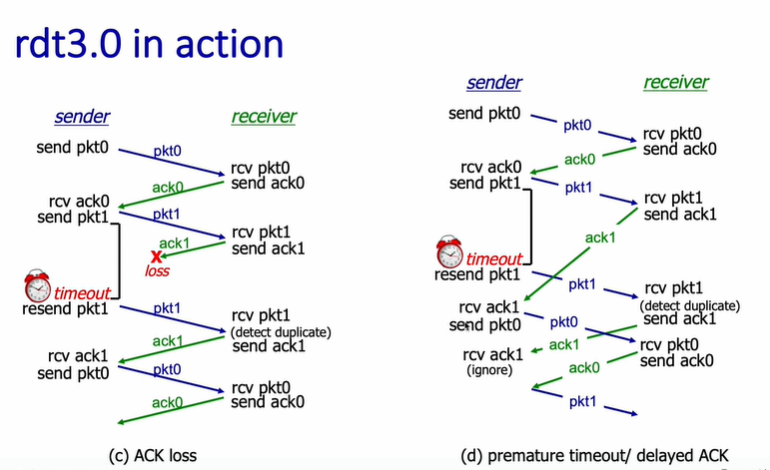 rdt3.0 in action
sender
receiver
send pkt0
pkt0
rcv pkt0
send ack0
ack0
rcv ack0
send pkt1
pkt1
rcv pkt1
send ack1
ack1
X
loss
timeout
resend pkt1
pkt1
rcv pkt1
(detect duplicate)
send ack1
ack1
rcv ack1
send pkt0
pkt0
rcv pkt0
send ack0
ack0
(c) ACK loss
sender
receiver
send pkt0
pkt0
rcv pkt0
send ack0
ack0
rcv ack0
send pkt1
pkt1
rcv pkt1
send ack1
ack1
timeout
resend pkt1
pkt1
rcv pkt1
(detect duplicate)
send ack1
rcv ack1
send pkt0
pkt0
ack1
rcv pkt0
send ack0
rcv ack1
(ignore)
ack0
pkt1
(d) premature timeout/ delayed ACK